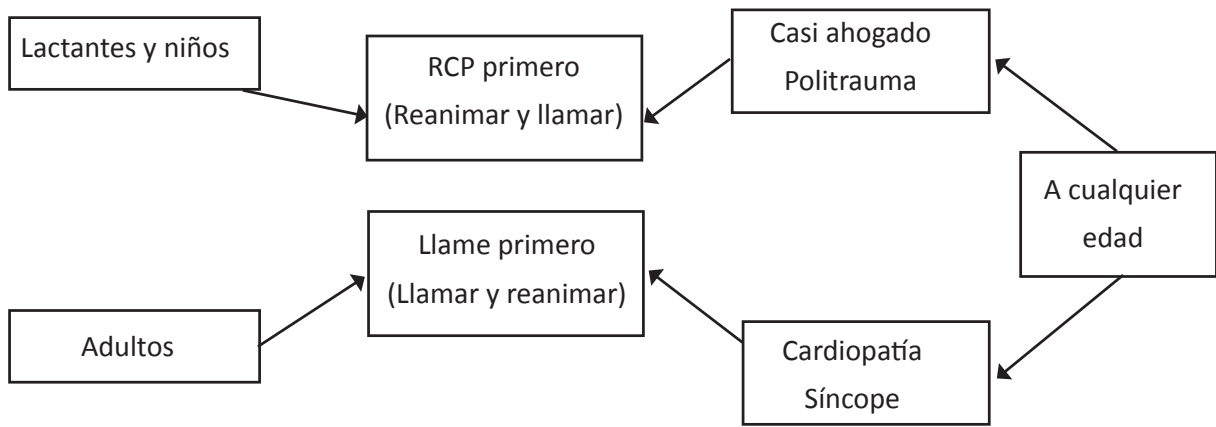 Lactantes y niños
RCP primero
(Reanimar y llamar)
Casi ahogado
Politrauma
A cualquier
edad
Llame primero
(Llamar y reanimar)
Adultos
Cardiopatía
Síncope